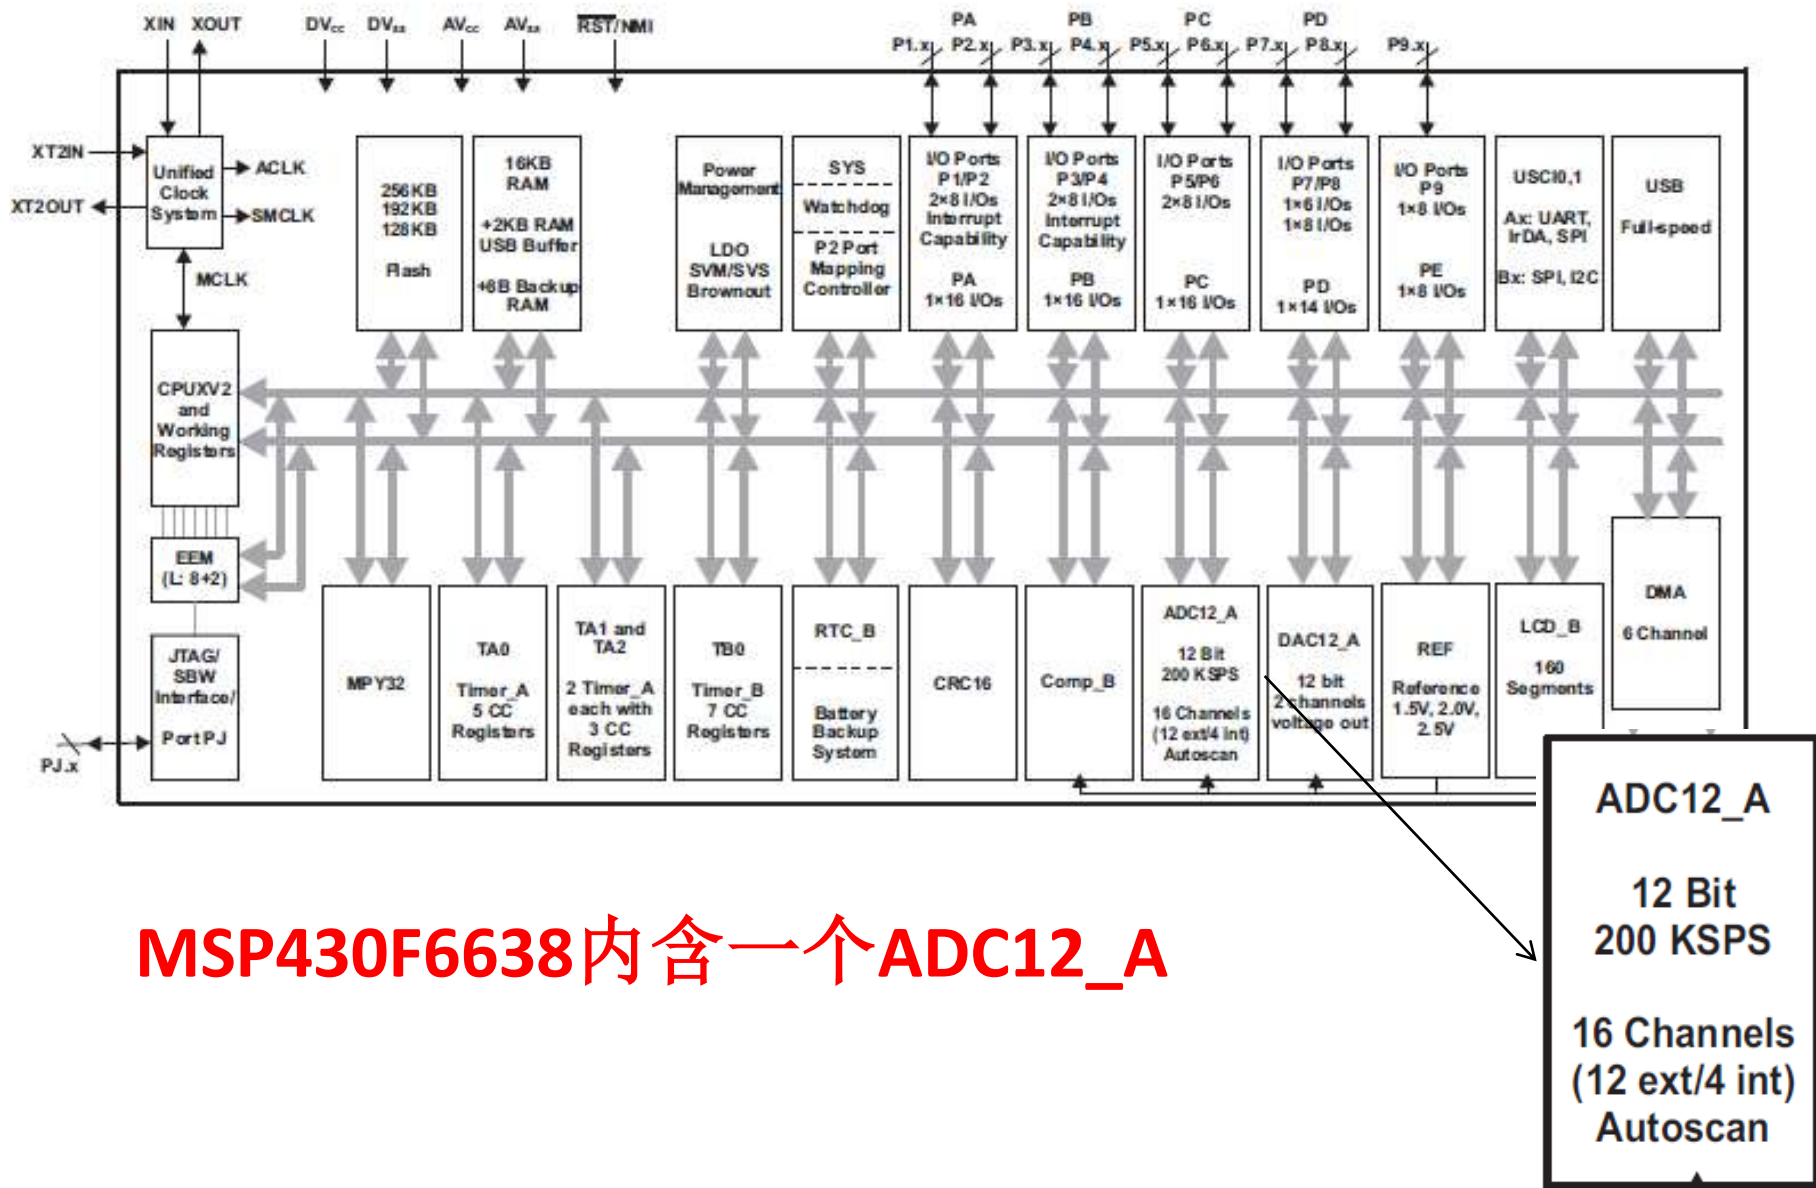 XIN XOUT DVcc DVss AVcc AVss RST/NMI
PA PB PC PD
P1.x P2.x P3.x P4.x P5.x P6.x P7.x P8.x P9.x
XT2IN
XT2OUT
Unified
Clock
System
ACLK
SMCLK
MCLK
256KB
192KB
128KB
Flash
16KB
RAM
+2KB RAM
USB Buffer
+8B Backup
RAM
Power
Management
LDO
SVM/SVS
Brownout
SYS
Watchdog
P2 Port
Mapping
Controller
I/O Ports
P1/P2
2×8 I/Os
Interrupt
Capability
PA
1×16 I/Os
I/O Ports
P3/P4
2×8 I/Os
Interrupt
Capability
PB
1×16 I/Os
I/O Ports
P5/P6
2×8 I/Os
PC
1×16 I/Os
I/O Ports
P7/P8
1×6 I/Os
1×8 I/Os
PD
1×14 I/Os
I/O Ports
P9
1×8 I/Os
PE
1×8 I/Os
USCI0,1
Ax: UART,
IrDA, SPI
Bx: SPI, I2C
USB
Full-speed
CPUXV2
and
Working
Registers
EEM
(L: 8+2)
JTAG/
SBW
Interface/
Port PJ
PJ.x
MPY32
TA0
Timer_A
5 CC
Registers
TA1 and
TA2
2 Timer_A
each with
3 CC
Registers
TB0
Timer_B
7 CC
Registers
RTC_B
Battery
Backup
System
CRC16
Comp_B
ADC12_A
12 Bit
200 KSPS
16 Channels
(12 ext/4 int)
Autoscan
DAC12_A
12 bit
2 channels
voltage out
REF
Reference
1.5V, 2.0V,
2.5V
LCD_B
160
Segments
DMA
6 Channel
ADC12_A
12 Bit
200 KSPS
16 Channels
(12 ext/4 int)
Autoscan
MSP430F6638内含一个ADC12_A